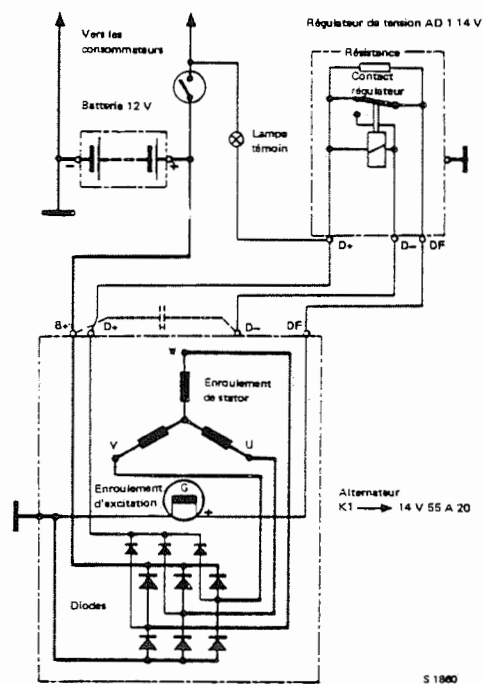 Régulateur de tension AD 1 14 V
Vers les
consommateurs
Résistance
Contact
régulateur
Batterie 12 V
Lampe
témoin
− +
D+ D− DF
B+ D+ D− DF
Enroulement
de stator
V U
Enroulement
d'excitation
G
+
Alternateur
K1 → 14 V 55 A 20
Diodes
S 1860